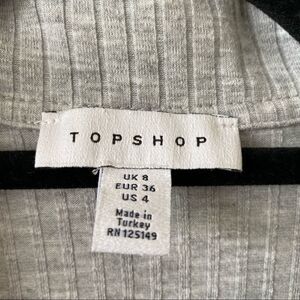 TOPSHOP
UK 8
EUR 36
US 4
Made in
Turkey
RN 125149